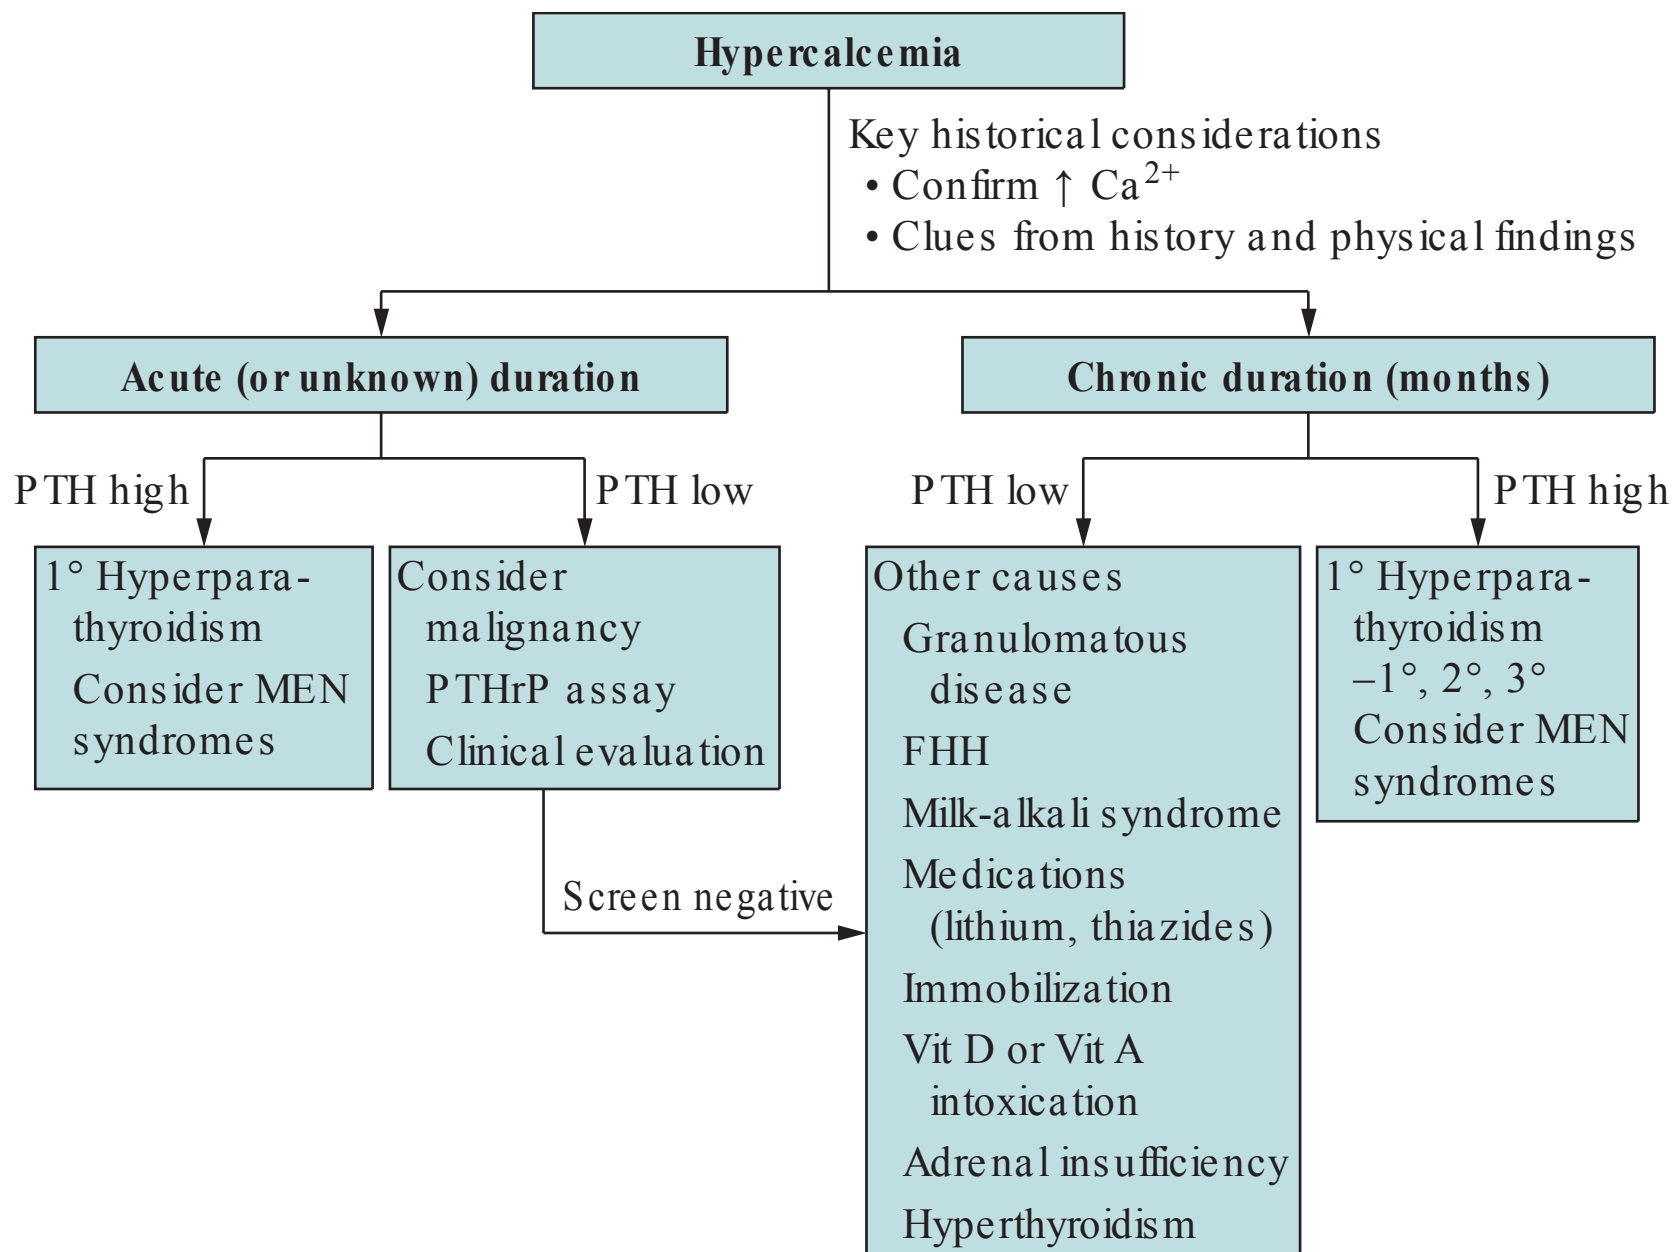 Hypercalcemia
Key historical considerations
• Confirm ↑ Ca²⁺
• Clues from history and physical findings
Acute (or unknown) duration
Chronic duration (months)
PTH high
PTH low
PTH low
PTH high
1° Hyperpara-
thyroidism
Consider MEN
syndromes
Consider
malignancy
PTHrP assay
Clinical evaluation
Screen negative
Other causes
Granulomatous
disease
FHH
Milk-alkali syndrome
Medications
(lithium, thiazides)
Immobilization
Vit D or Vit A
intoxication
Adrenal insufficiency
Hyperthyroidism
1° Hyperpara-
thyroidism
–1°, 2°, 3°
Consider MEN
syndromes